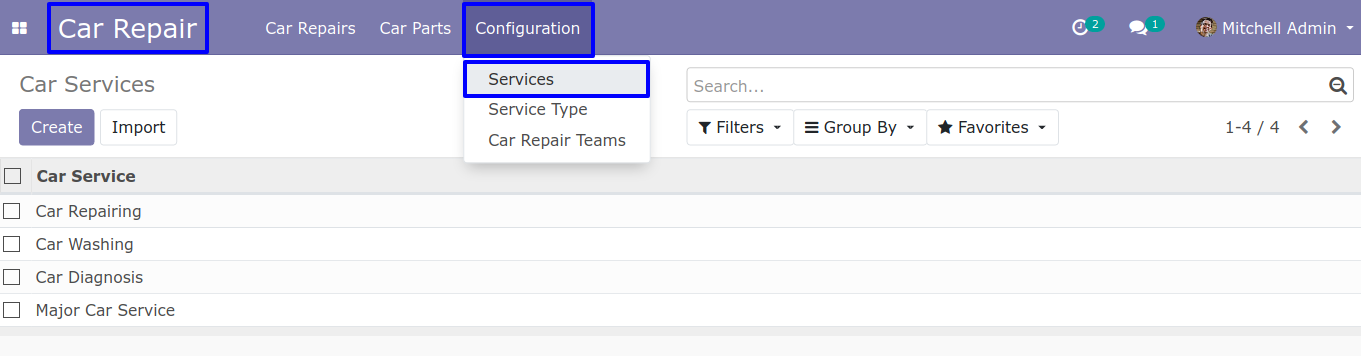 Car Repair Car Repairs Car Parts Configuration 2 1 Mitchell Admin
Car Services
Services
Search...
Service Type
Create Import
Filters Group By Favorites 1-4 / 4
Car Repair Teams
Car Service
Car Repairing
Car Washing
Car Diagnosis
Major Car Service